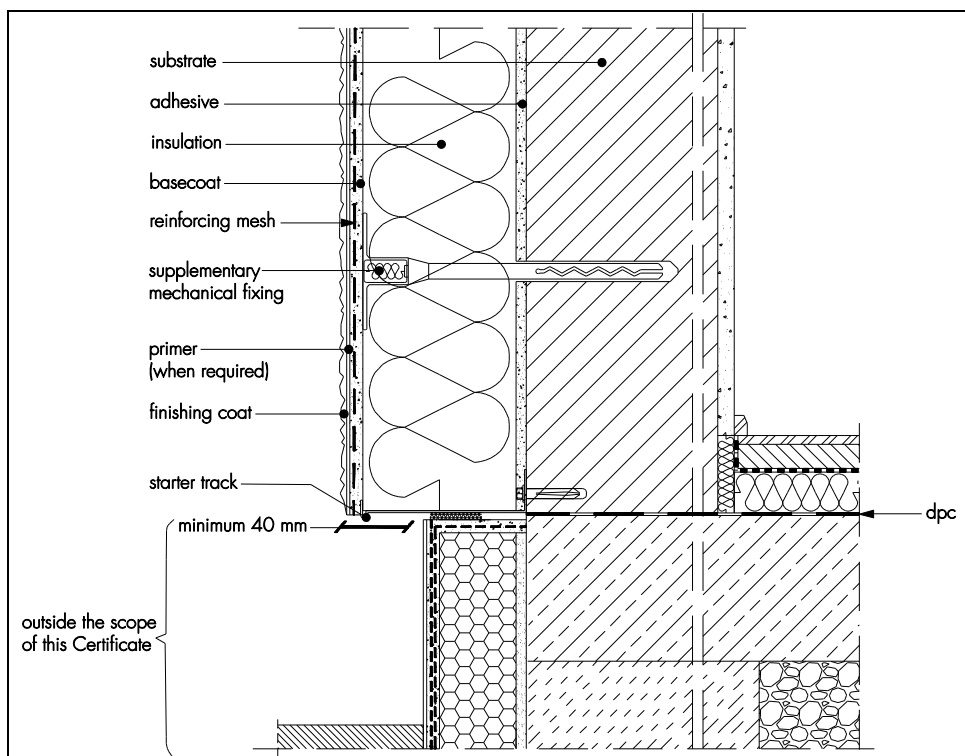 substrate
adhesive
insulation
basecoat
reinforcing mesh
supplementary
mechanical fixing
primer
(when required)
finishing coat
starter track
minimum 40 mm
dpc
outside the scope
of this Certificate